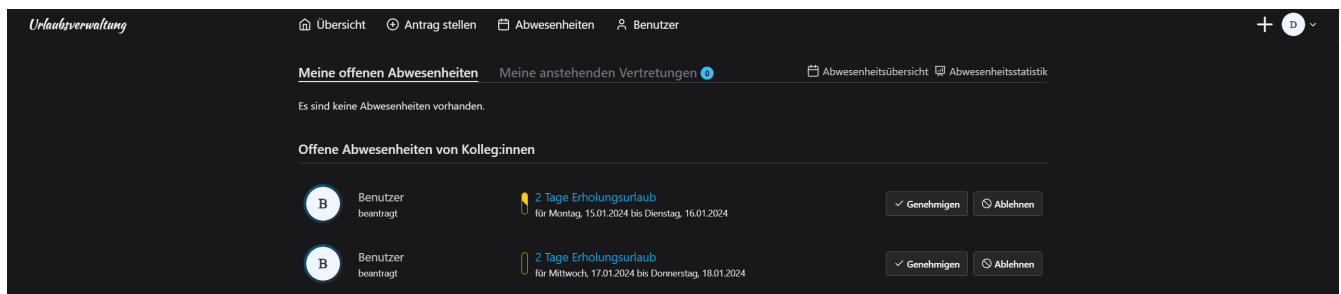 Urlaubsverwaltung Übersicht Antrag stellen Abwesenheiten Benutzer D
Meine offenen Abwesenheiten Meine anstehenden Vertretungen 0 Abwesenheitsübersicht Abwesenheitsstatistik
Es sind keine Abwesenheiten vorhanden.
Offene Abwesenheiten von Kolleg:innen
B Benutzer 2 Tage Erholungsurlaub Genehmigen Ablehnen
beantragt für Montag, 15.01.2024 bis Dienstag, 16.01.2024
B Benutzer 2 Tage Erholungsurlaub Genehmigen Ablehnen
beantragt für Mittwoch, 17.01.2024 bis Donnerstag, 18.01.2024